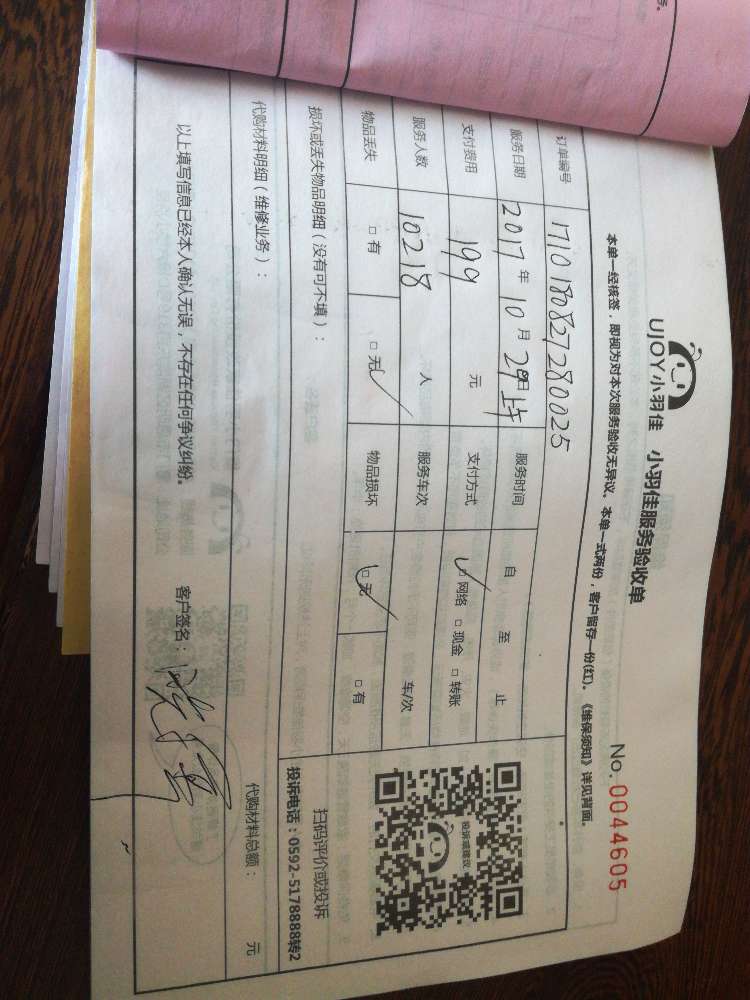 UJOY小羽佳 小羽佳服务验收单
No. 0044605
本单一经核签，即视为对本次服务验收无异议。本单一式两份，客户留存一份(红)。《维保须知》详见背面。
订单编号 1710180827280025
服务日期 2017年10月29日上午 服务时间 自 至 止
支付费用 199 元 支付方式 □网络 □现金 □转账
服务人数 10218 人 服务车次 车/次
物品丢失 □有 □无 物品损坏 □无 □有
损坏或丢失物品明细（没有可不填）：
投诉或建议
扫码评价或投诉
投诉电话：0592-5178888转2
代购材料明细（维修业务）： 代购材料总额： 元
以上填写信息已经本人确认无误，不存在任何争议纠纷。 客户签名：